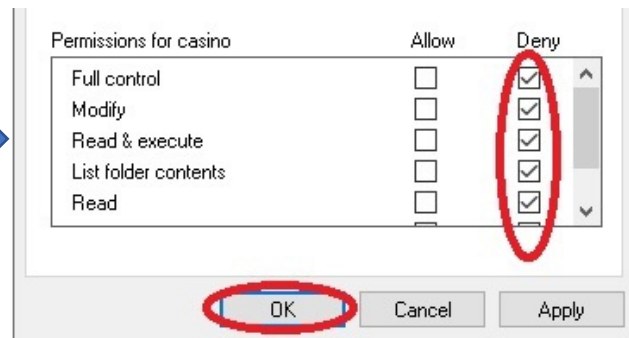 Permissions for casino Allow Deny
Full control
Modify
Read & execute
List folder contents
Read
OK Cancel Apply